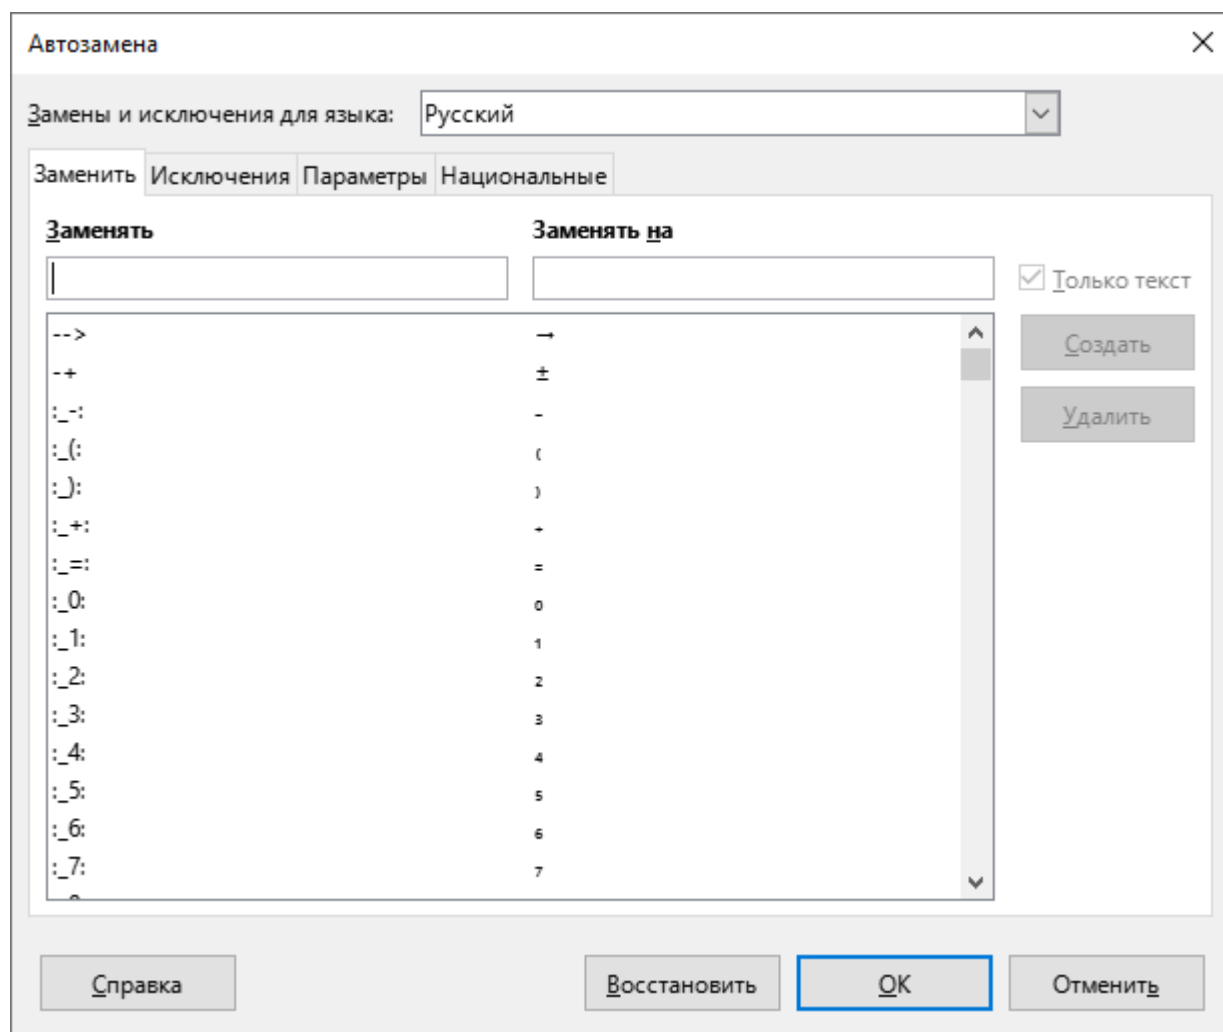 Автозамена
Замены и исключения для языка: Русский
Заменить Исключения Параметры Национальные
Заменять Заменять на
Только текст
--> →
-+ ±
:_-: ₋
:_(: ₍
:_): ₎
:_+: ₊
:_=: ₌
:_0: ₀
:_1: ₁
:_2: ₂
:_3: ₃
:_4: ₄
:_5: ₅
:_6: ₆
:_7: ₇
Создать
Удалить
Справка Восстановить OK Отменить